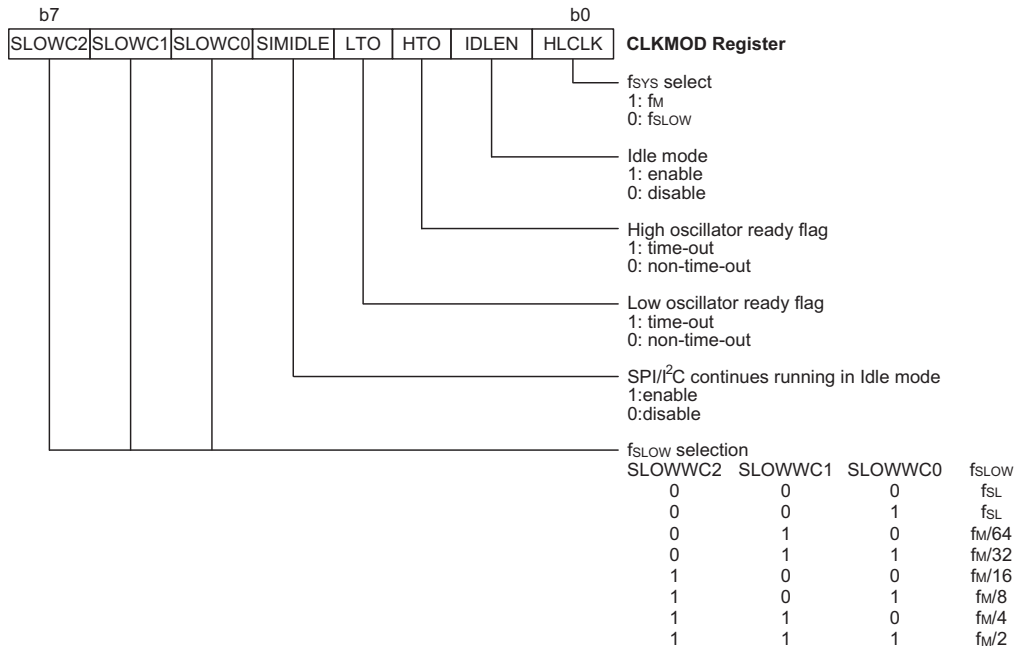 b7 b0
SLOWC2 SLOWC1 SLOWC0 SIMIDLE LTO HTO IDLEN HLCLK CLKMOD Register
fSYS select
1: fM
0: fSLOW
Idle mode
1: enable
0: disable
High oscillator ready flag
1: time-out
0: non-time-out
Low oscillator ready flag
1: time-out
0: non-time-out
SPI/I2C continues running in Idle mode
1:enable
0:disable
fSLOW selection
SLOWWC2 SLOWWC1 SLOWWC0 fSLOW
0 0 0 fSL
0 0 1 fSL
0 1 0 fM/64
0 1 1 fM/32
1 0 0 fM/16
1 0 1 fM/8
1 1 0 fM/4
1 1 1 fM/2